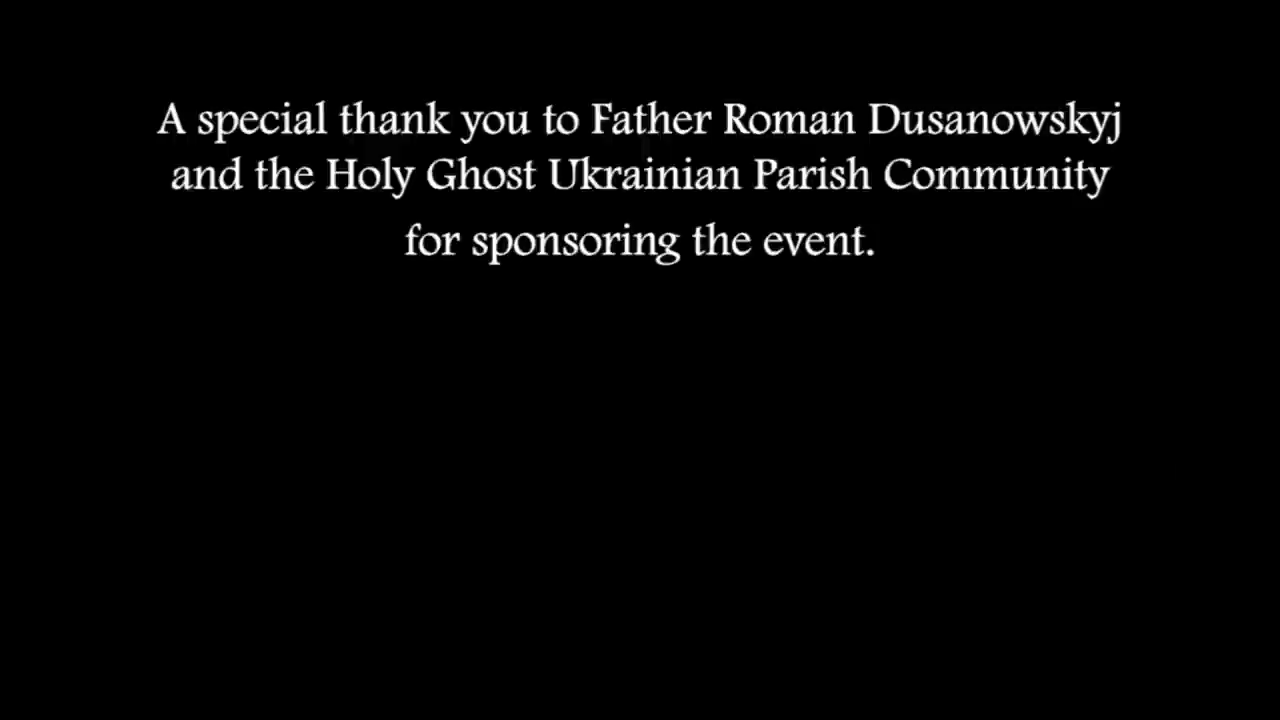 A special thank you to Father Roman Dusanowskyj
and the Holy Ghost Ukrainian Parish Community
for sponsoring the event.